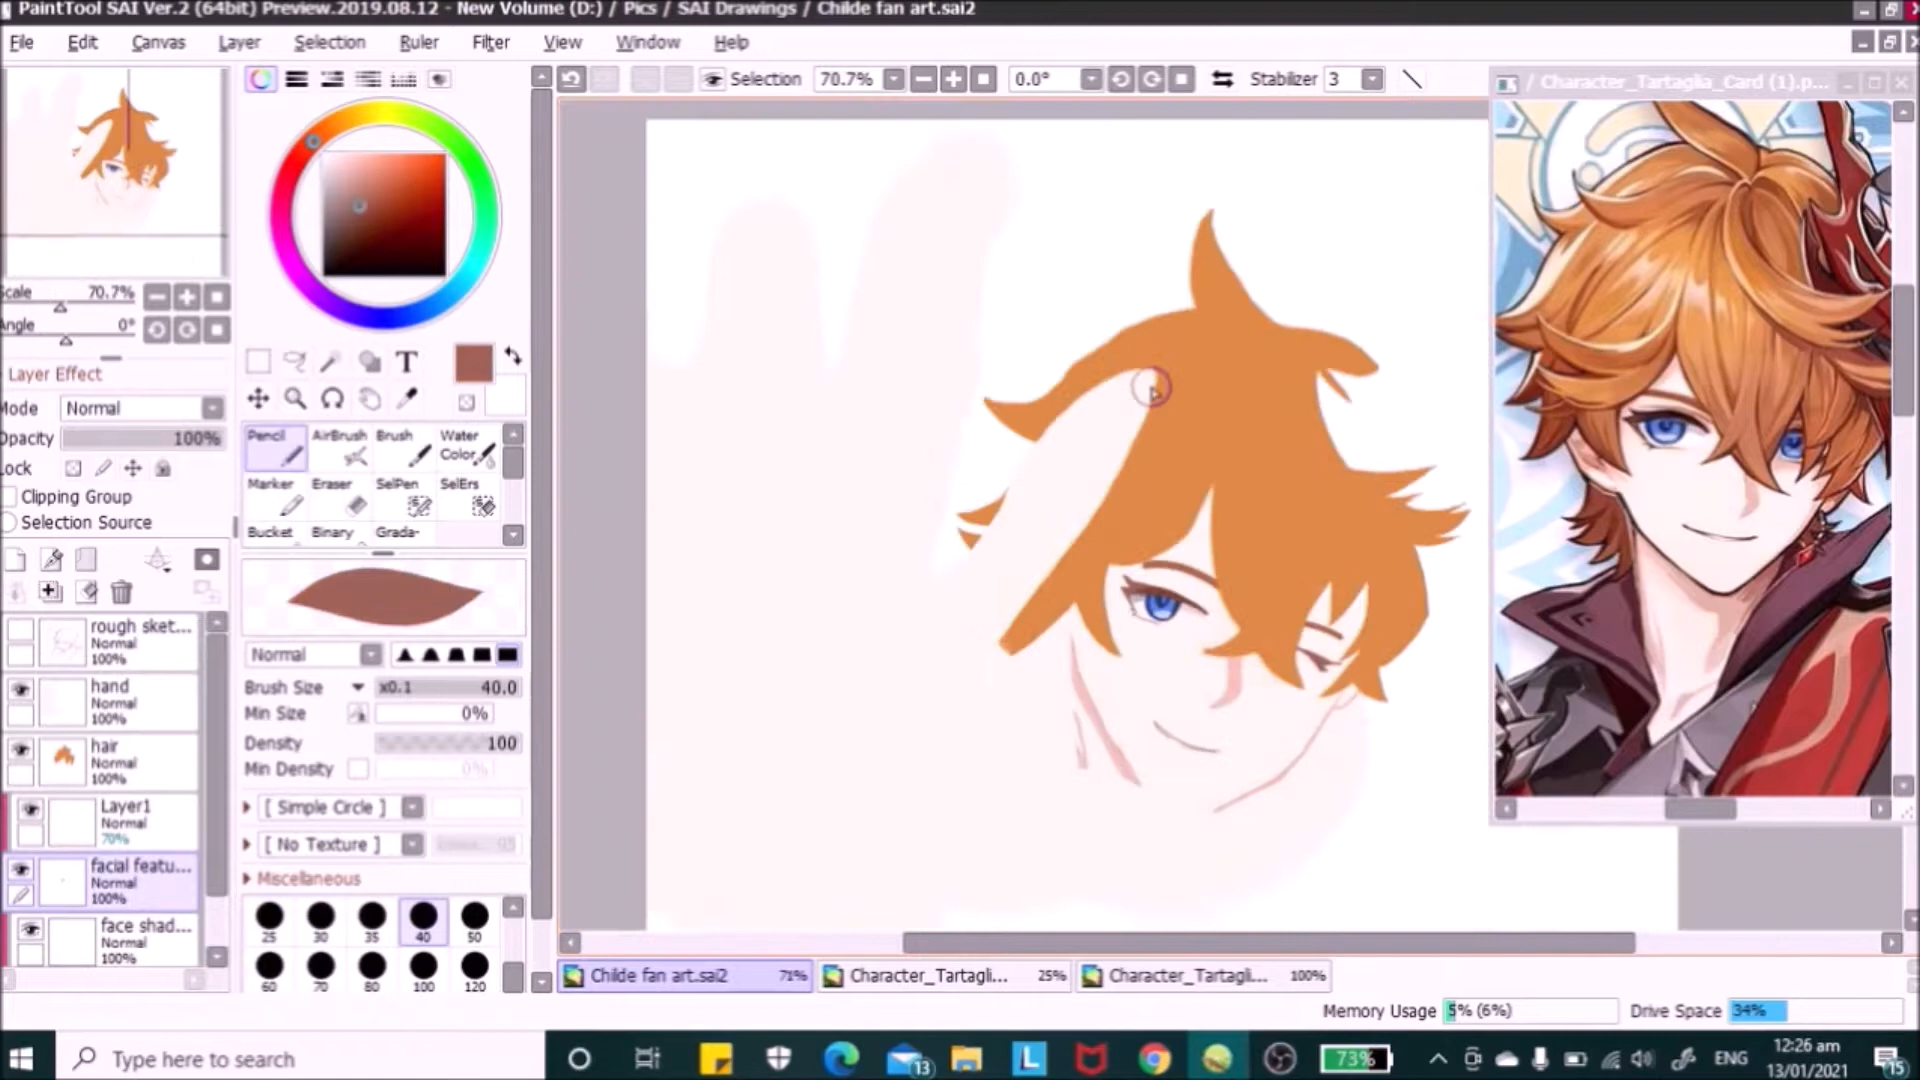 PaintTool SAI Ver.2 (64bit) Preview.2019.08.12 - New Volume (D:) / Pics / SAI Drawings / Childe fan art.sai2
File Edit Canvas Layer Selection Ruler Filter View Window Help
Selection 70.7% 0.0° Stabilizer 3
/ Character_Tartaglia_Card (1).p...
Scale 70.7%
Angle 0°
Layer Effect
Mode Normal
Opacity 100%
Lock
Clipping Group
Selection Source
rough sket...
Normal
100%
hand
Normal
100%
hair
Normal
100%
Layer1
Normal
70%
facial featu...
Normal
100%
face shad...
Normal
100%
T
Pencil AirBrush Brush Water Color
Marker Eraser SelPen SelErs
Bucket Binary Grada-
Normal
Brush Size x0.1 40.0
Min Size 0%
Density 100
Min Density 0%
[ Simple Circle ]
[ No Texture ] 95
Miscellaneous
25 30 35 40 50
60 70 80 100 120
Childe fan art.sai2 71% Character_Tartagli... 25% Character_Tartagli... 100%
Memory Usage 5% (6%) Drive Space 34%
Type here to search
13
L
73%
ENG
12:26 am
13/01/2021
15